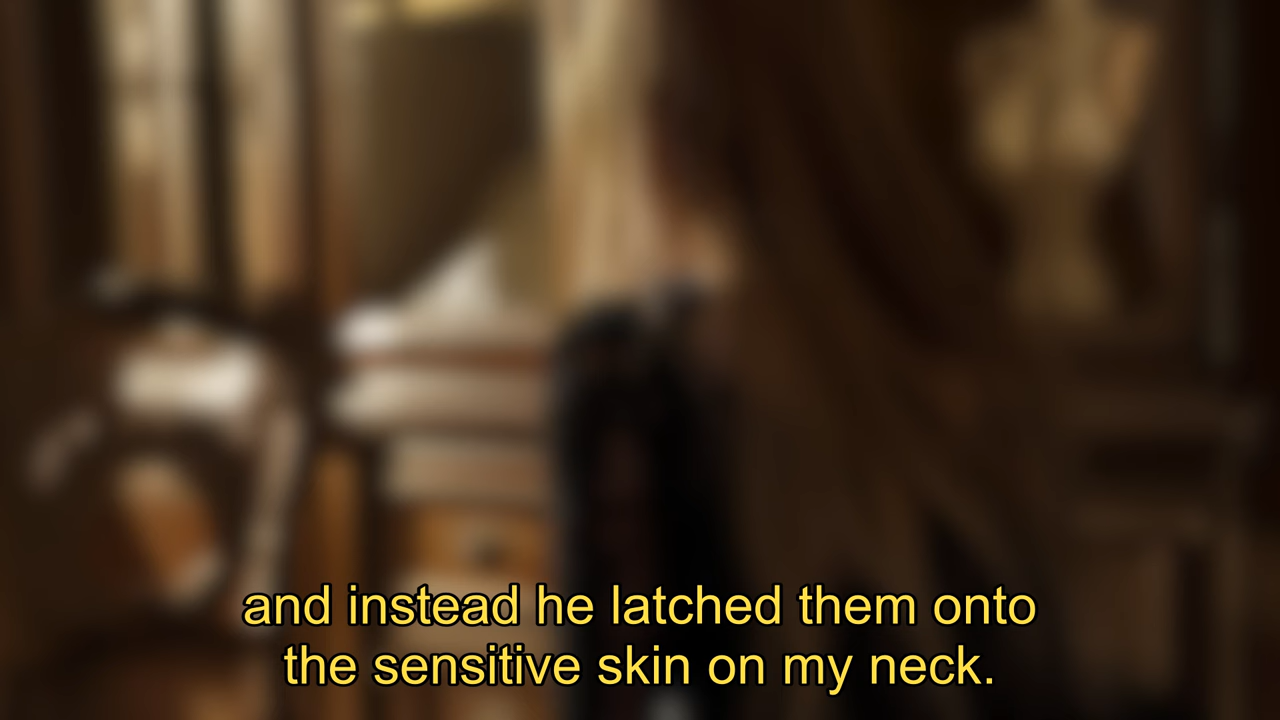 and instead he latched them onto
the sensitive skin on my neck.